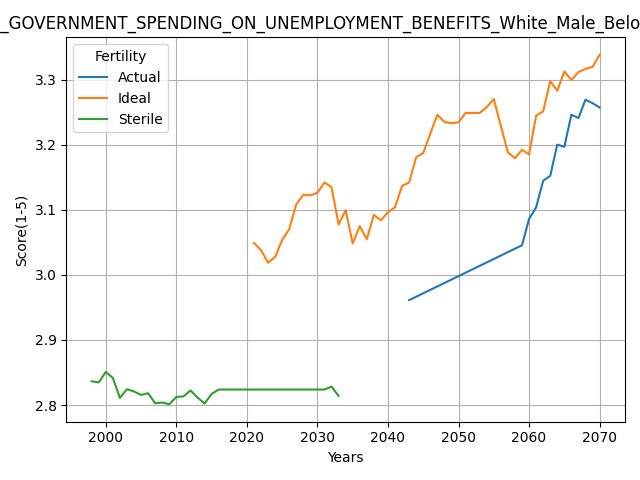 _GOVERNMENT_SPENDING_ON_UNEMPLOYMENT_BENEFITS_White_Male_Belo
Fertility
Actual
Ideal
Sterile
3.3
3.2
3.1
3.0
2.9
2.8
Score(1-5)
2000 2010 2020 2030 2040 2050 2060 2070
Years